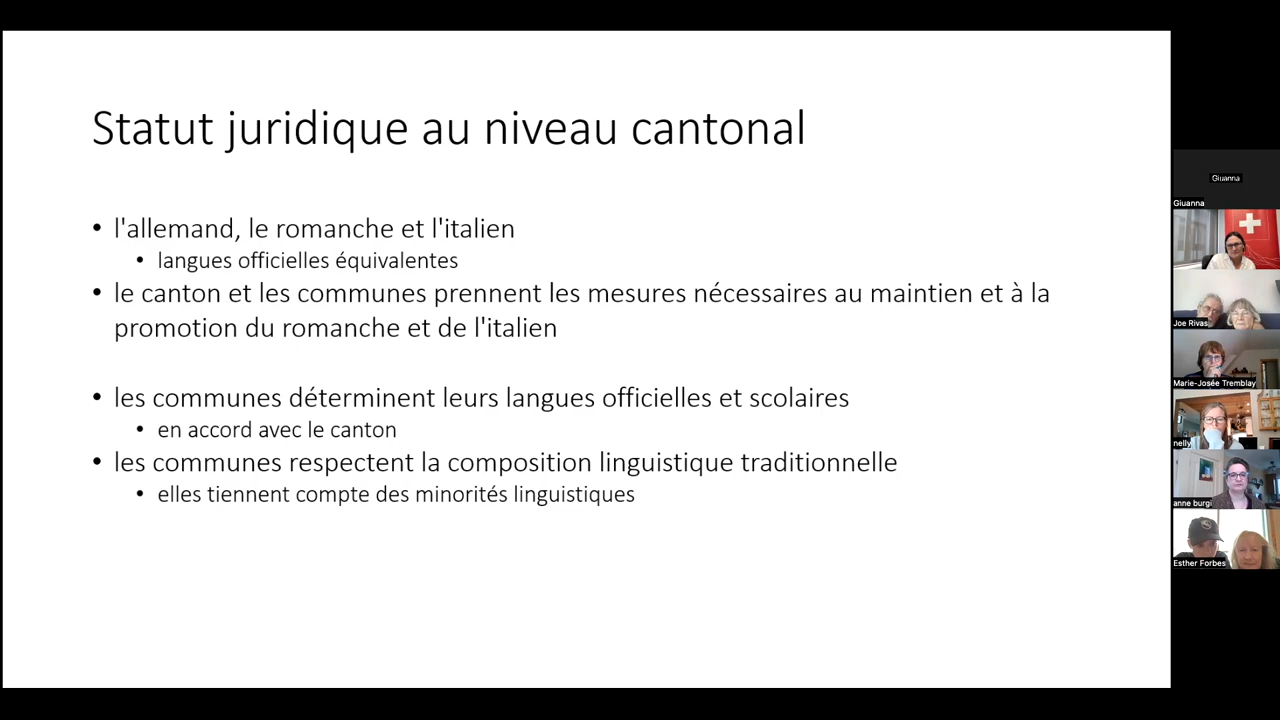 Statut juridique au niveau cantonal
• l'allemand, le romanche et l'italien
• langues officielles équivalentes
• le canton et les communes prennent les mesures nécessaires au maintien et à la
promotion du romanche et de l'italien
• les communes déterminent leurs langues officielles et scolaires
• en accord avec le canton
• les communes respectent la composition linguistique traditionnelle
• elles tiennent compte des minorités linguistiques
Giuanna
Giuanna
Joe Rivas
Marie-Josée Tremblay
nelly
anne burgi
Esther Forbes